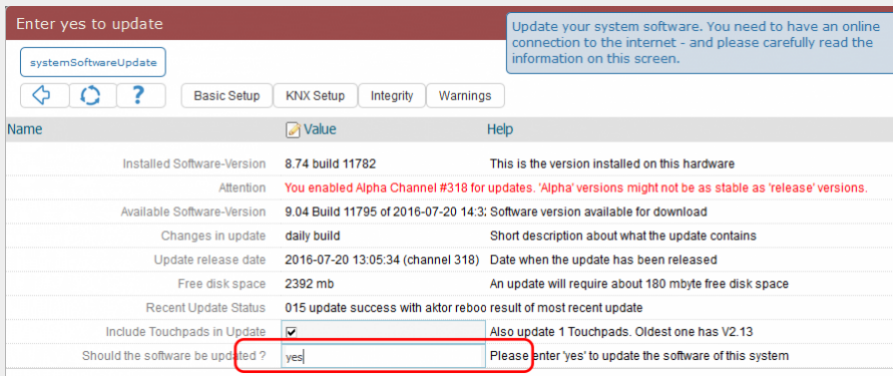 Enter yes to update
Update your system software. You need to have an online
connection to the internet - and please carefully read the
information on this screen.
systemSoftwareUpdate
? Basic Setup KNX Setup Integrity Warnings
Name Value Help
Installed Software-Version 8.74 build 11782 This is the version installed on this hardware
Attention You enabled Alpha Channel #318 for updates. 'Alpha' versions might not be as stable as 'release' versions.
Available Software-Version 9.04 Build 11795 of 2016-07-20 14:3: Software version available for download
Changes in update daily build Short description about what the update contains
Update release date 2016-07-20 13:05:34 (channel 318) Date when the update has been released
Free disk space 2392 mb An update will require about 180 mbyte free disk space
Recent Update Status 015 update success with aktor reboo result of most recent update
Include Touchpads in Update Also update 1 Touchpads. Oldest one has V2.13
Should the software be updated ? yes Please enter 'yes' to update the software of this system